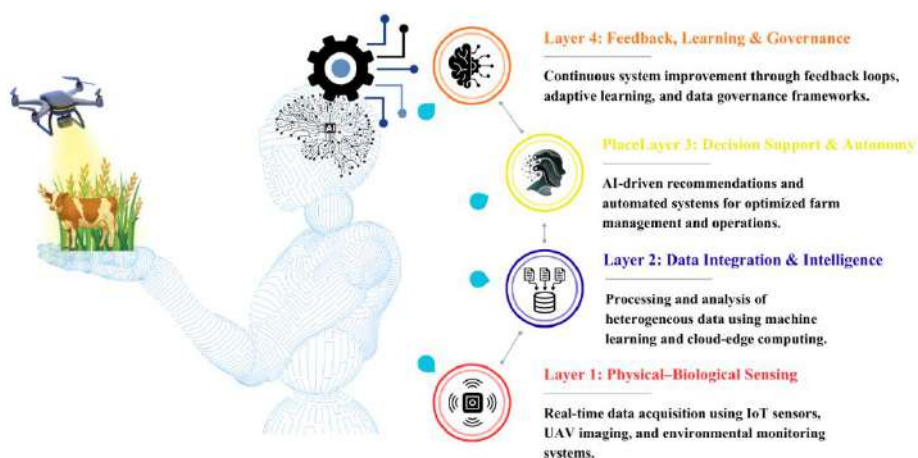 Layer 4: Feedback, Learning & Governance
Continuous system improvement through feedback loops,
adaptive learning, and data governance frameworks.
PlaceLayer 3: Decision Support & Autonomy
AI-driven recommendations and
automated systems for optimized farm
management and operations.
Layer 2: Data Integration & Intelligence
Processing and analysis of
heterogeneous data using machine
learning and cloud-edge computing.
Layer 1: Physical–Biological Sensing
Real-time data acquisition using IoT sensors,
UAV imaging, and environmental monitoring
systems.
AI